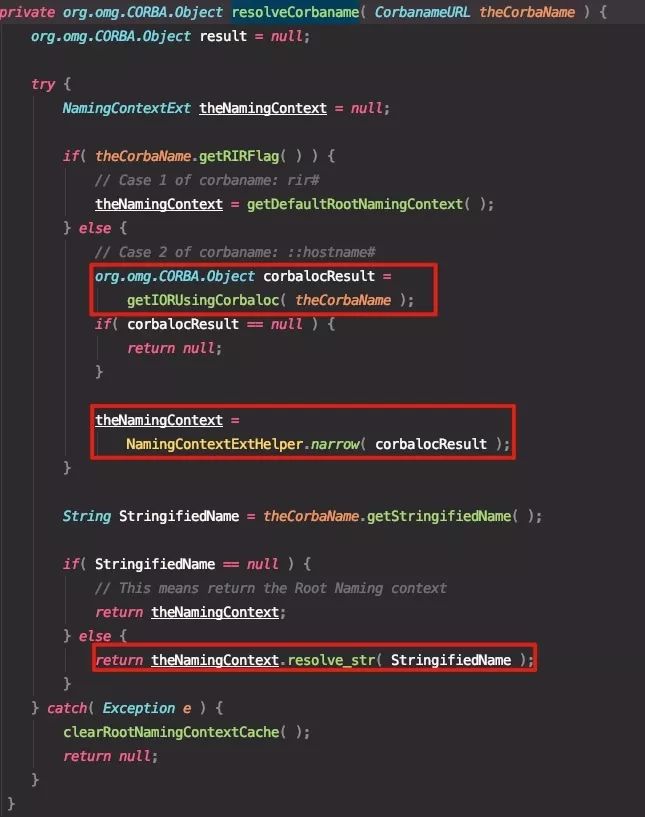 private org.omg.CORBA.Object resolveCorbaname( CorbanameURL theCorbaName ) {
org.omg.CORBA.Object result = null;
try {
NamingContextExt theNamingContext = null;
if( theCorbaName.getRIRFlag( ) ) {
// Case 1 of corbaname: rir#
theNamingContext = getDefaultRootNamingContext( );
} else {
// Case 2 of corbaname: ::hostname#
org.omg.CORBA.Object corbalocResult =
getIORUsingCorbaloc( theCorbaName );
if( corbalocResult == null ) {
return null;
}
theNamingContext =
NamingContextExtHelper.narrow( corbalocResult );
}
String StringifiedName = theCorbaName.getStringifiedName( );
if( StringifiedName == null ) {
// This means return the Root Naming context
return theNamingContext;
} else {
return theNamingContext.resolve_str( StringifiedName );
}
} catch( Exception e ) {
clearRootNamingContextCache( );
return null;
}
}